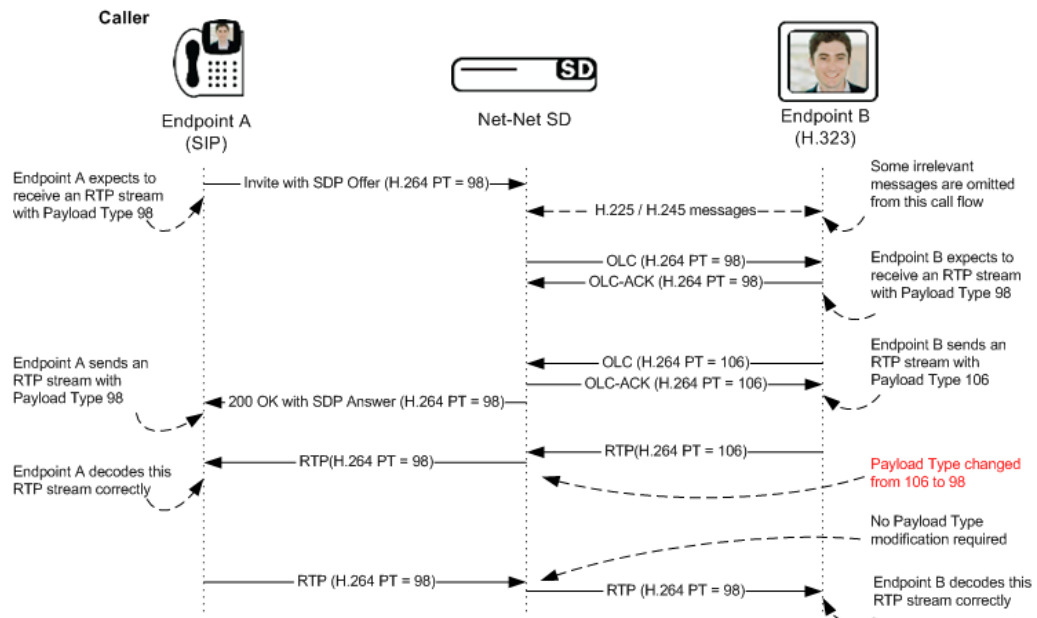 Caller
SD
Endpoint A
(SIP)
Net-Net SD
Endpoint B
(H.323)
Endpoint A expects to
receive an RTP stream
with Payload Type 98
Invite with SDP Offer (H.264 PT = 98)
Some irrelevant
messages are omitted
from this call flow
H.225 / H.245 messages
OLC (H.264 PT = 98)
OLC-ACK (H.264 PT = 98)
Endpoint B expects to
receive an RTP stream
with Payload Type 98
Endpoint A sends an
RTP stream with
Payload Type 98
OLC (H.264 PT = 106)
OLC-ACK (H.264 PT = 106)
Endpoint B sends an
RTP stream with
Payload Type 106
200 OK with SDP Answer (H.264 PT = 98)
RTP(H.264 PT = 98)
RTP(H.264 PT = 106)
Endpoint A decodes this
RTP stream correctly
Payload Type changed
from 106 to 98
No Payload Type
modification required
RTP (H.264 PT = 98)
RTP (H.264 PT = 98)
Endpoint B decodes this
RTP stream correctly